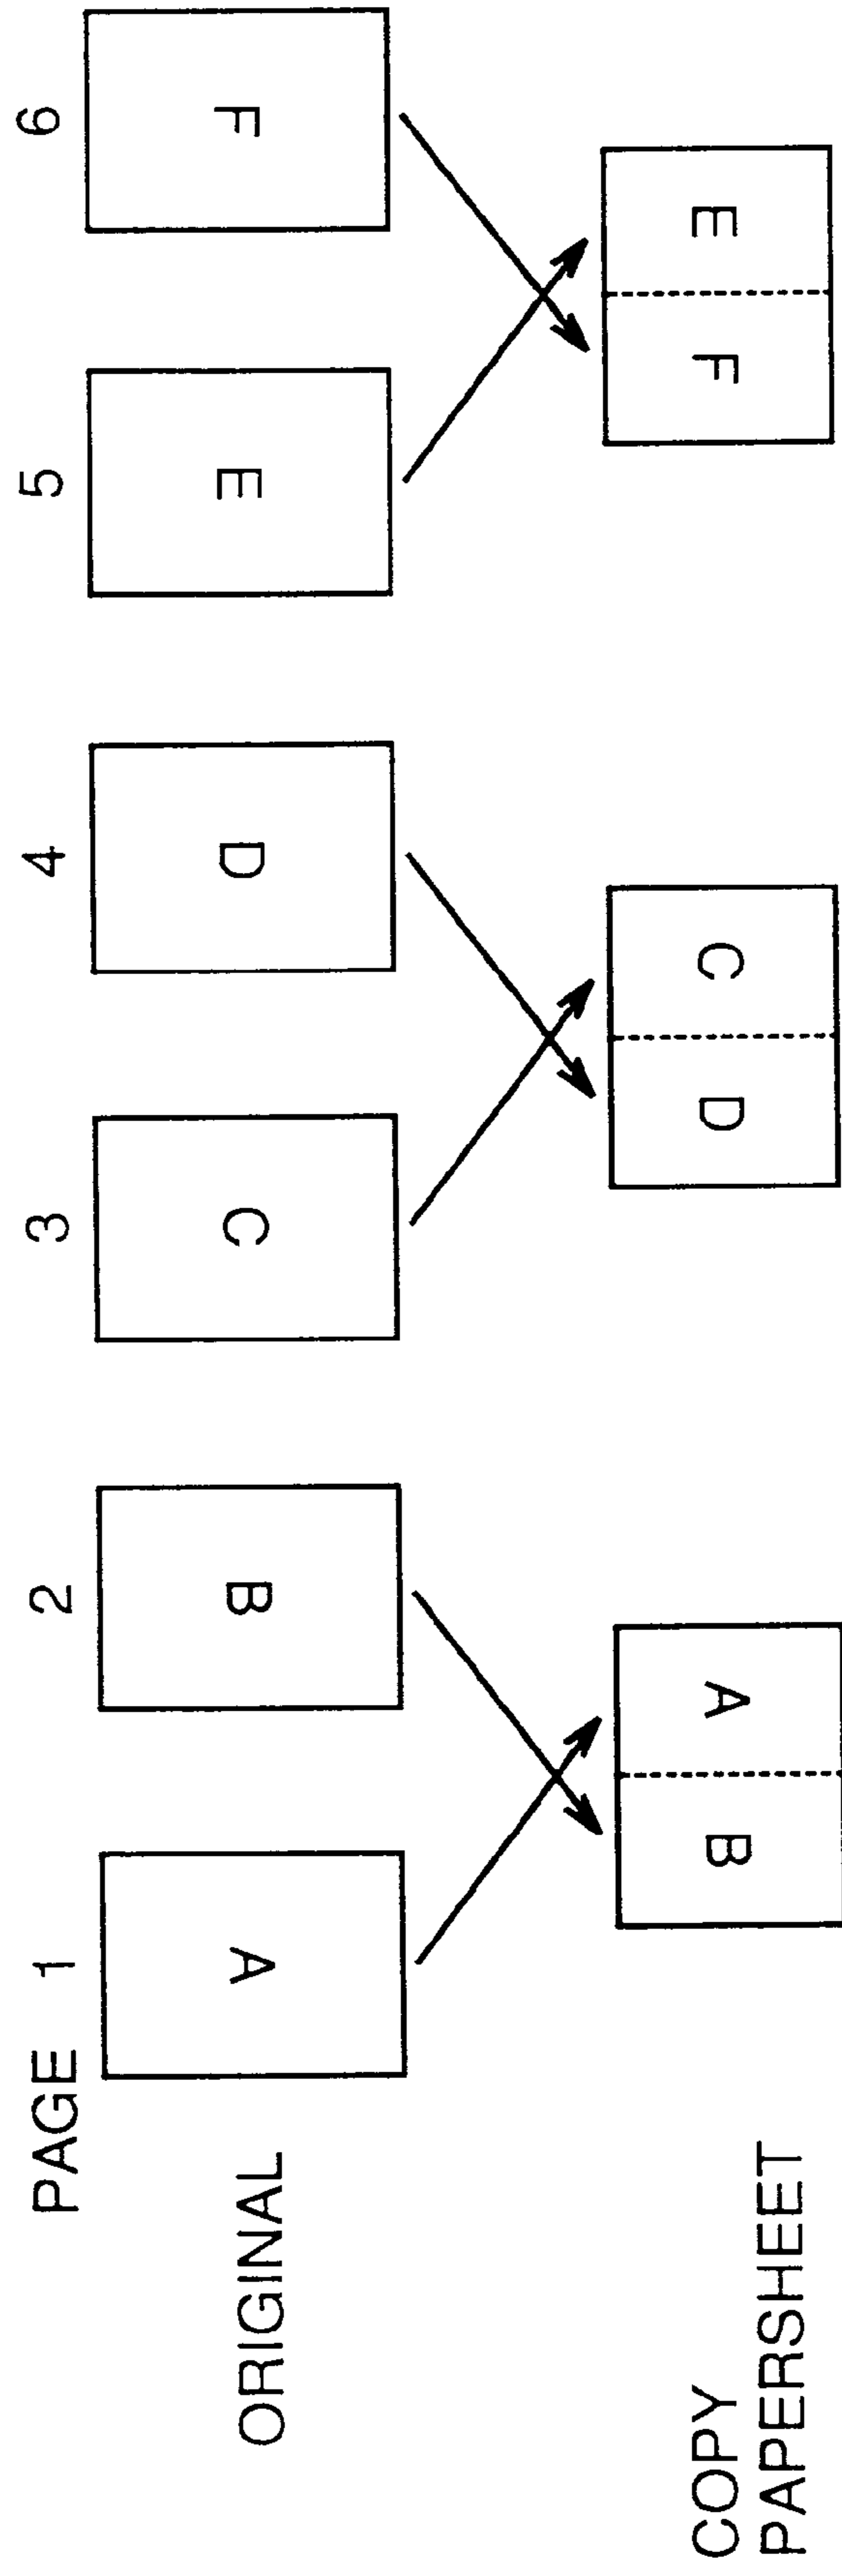 PAGE 1 2 3 4 5 6
ORIGINAL A B C D E F
COPY
PAPERSHEET
B A D C F E